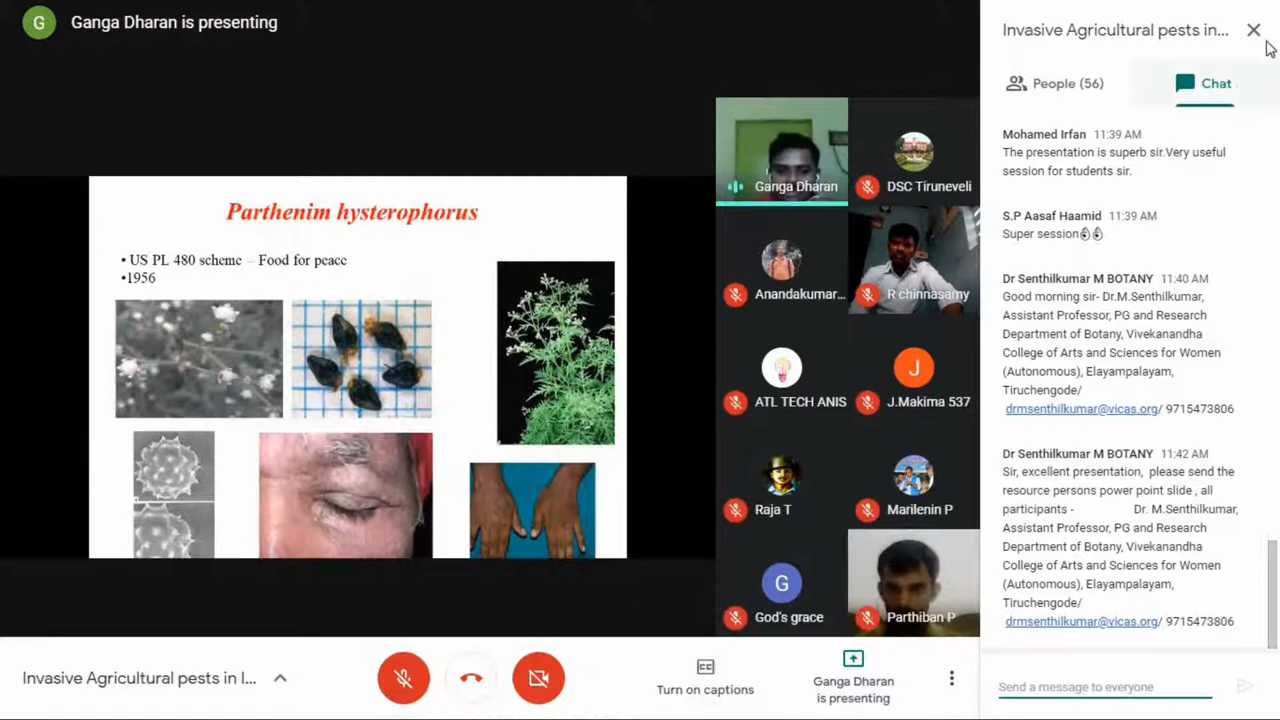 G
Ganga Dharan is presenting
Parthenim hysterophorus
• US PL 480 scheme – Food for peace
•1956
Ganga Dharan
DSC Tiruneveli
Anandakumar...
R chinnasamy
ATL TECH ANIS
J
J.Makima 537
Raja T
Marilenin P
G
God's grace
Parthiban P
Invasive Agricultural pests in...
People (56)
Chat
Mohamed Irfan 11:39 AM
The presentation is superb sir.Very useful
session for students sir.
S.P Aasaf Haamid 11:39 AM
Super session👌👌
Dr Senthilkumar M BOTANY 11:40 AM
Good morning sir- Dr.M.Senthilkumar,
Assistant Professor, PG and Research
Department of Botany, Vivekanandha
College of Arts and Sciences for Women
(Autonomous), Elayampalayam,
Tiruchengode/
drmsenthilkumar@vicas.org/ 9715473806
Dr Senthilkumar M BOTANY 11:42 AM
Sir, excellent presentation, please send the
resource persons power point slide , all
participants - Dr. M.Senthilkumar,
Assistant Professor, PG and Research
Department of Botany, Vivekanandha
College of Arts and Sciences for Women
(Autonomous), Elayampalayam,
Tiruchengode/
drmsenthilkumar@vicas.org/ 9715473806
Send a message to everyone
Invasive Agricultural pests in I...
CC
Turn on captions
Ganga Dharan
is presenting